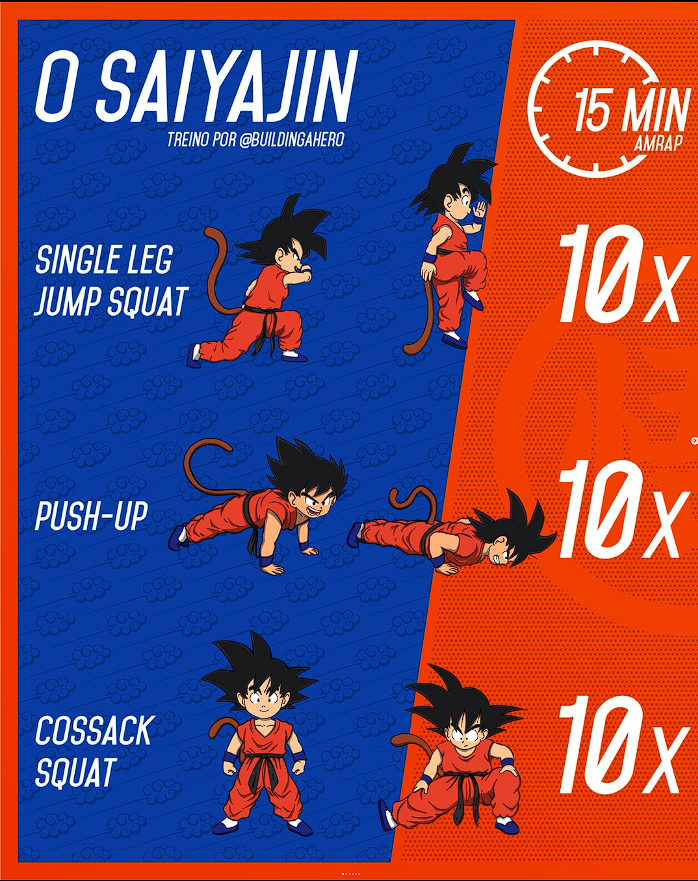 O SAIYAJIN
TREINO POR @BUILDINGAHERO
15 MIN
AMRAP
SINGLE LEG
JUMP SQUAT
10X
PUSH-UP
10X
COSSACK
SQUAT
10X